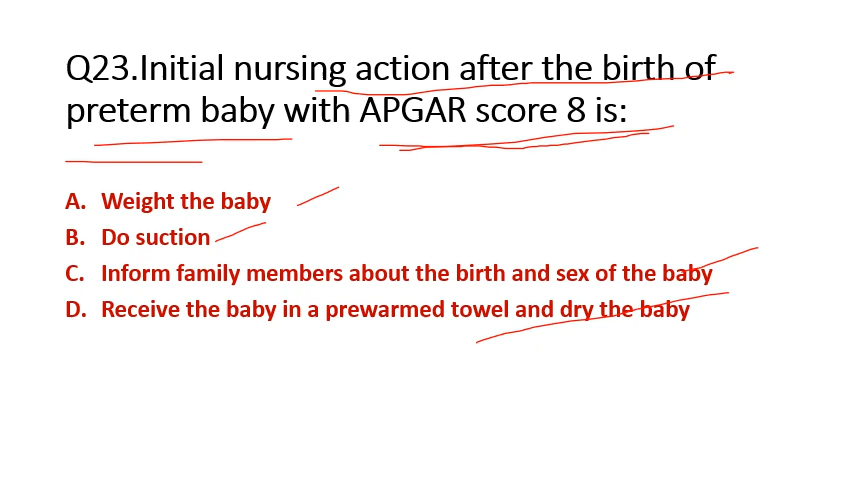 Q23.Initial nursing action after the birth of
preterm baby with APGAR score 8 is:
A. Weight the baby
B. Do suction
C. Inform family members about the birth and sex of the baby
D. Receive the baby in a prewarmed towel and dry the baby